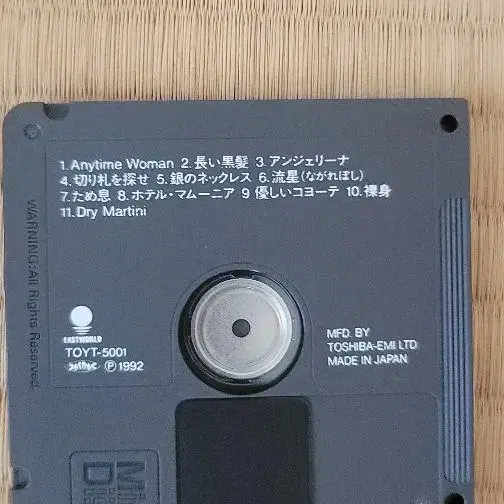 1.Anytime Woman 2.長い黒髪 3.アンジェリーナ
4.切り札を探せ 5.銀のネックレス 6.流星(ながれぼし)
7.ため息 8.ホテル・マムーニア 9 優しいコヨーテ 10.裸身
11.Dry Martini
WARNING:All Rights Reserved.
EASTWORLD
TOYT-5001
Ⓟ1992
MFD. BY
TOSHIBA-EMI LTD
MADE IN JAPAN